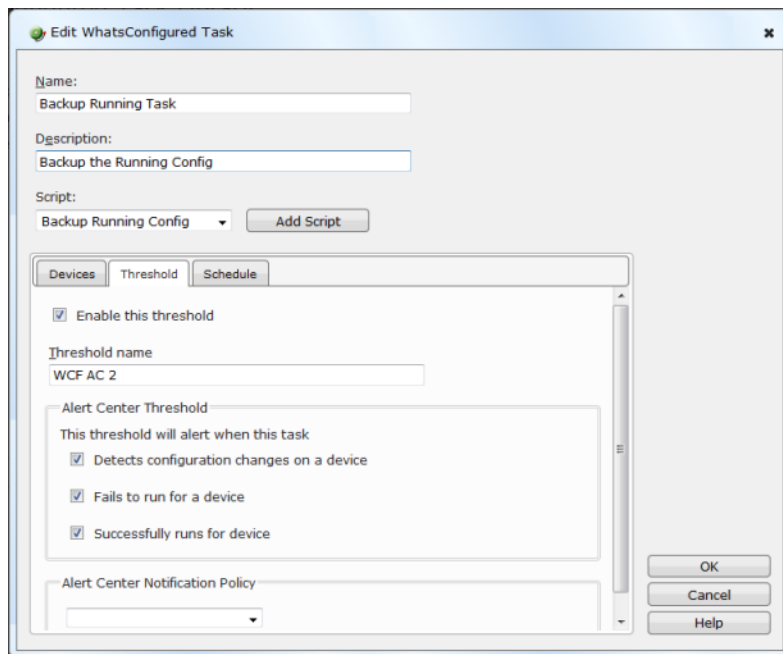 Edit WhatsConfigured Task
Name:
Backup Running Task
Description:
Backup the Running Config
Script:
Backup Running Config
Add Script
Devices
Threshold
Schedule
Enable this threshold
Threshold name
WCF AC 2
Alert Center Threshold
This threshold will alert when this task
Detects configuration changes on a device
Fails to run for a device
Successfully runs for device
Alert Center Notification Policy
OK
Cancel
Help